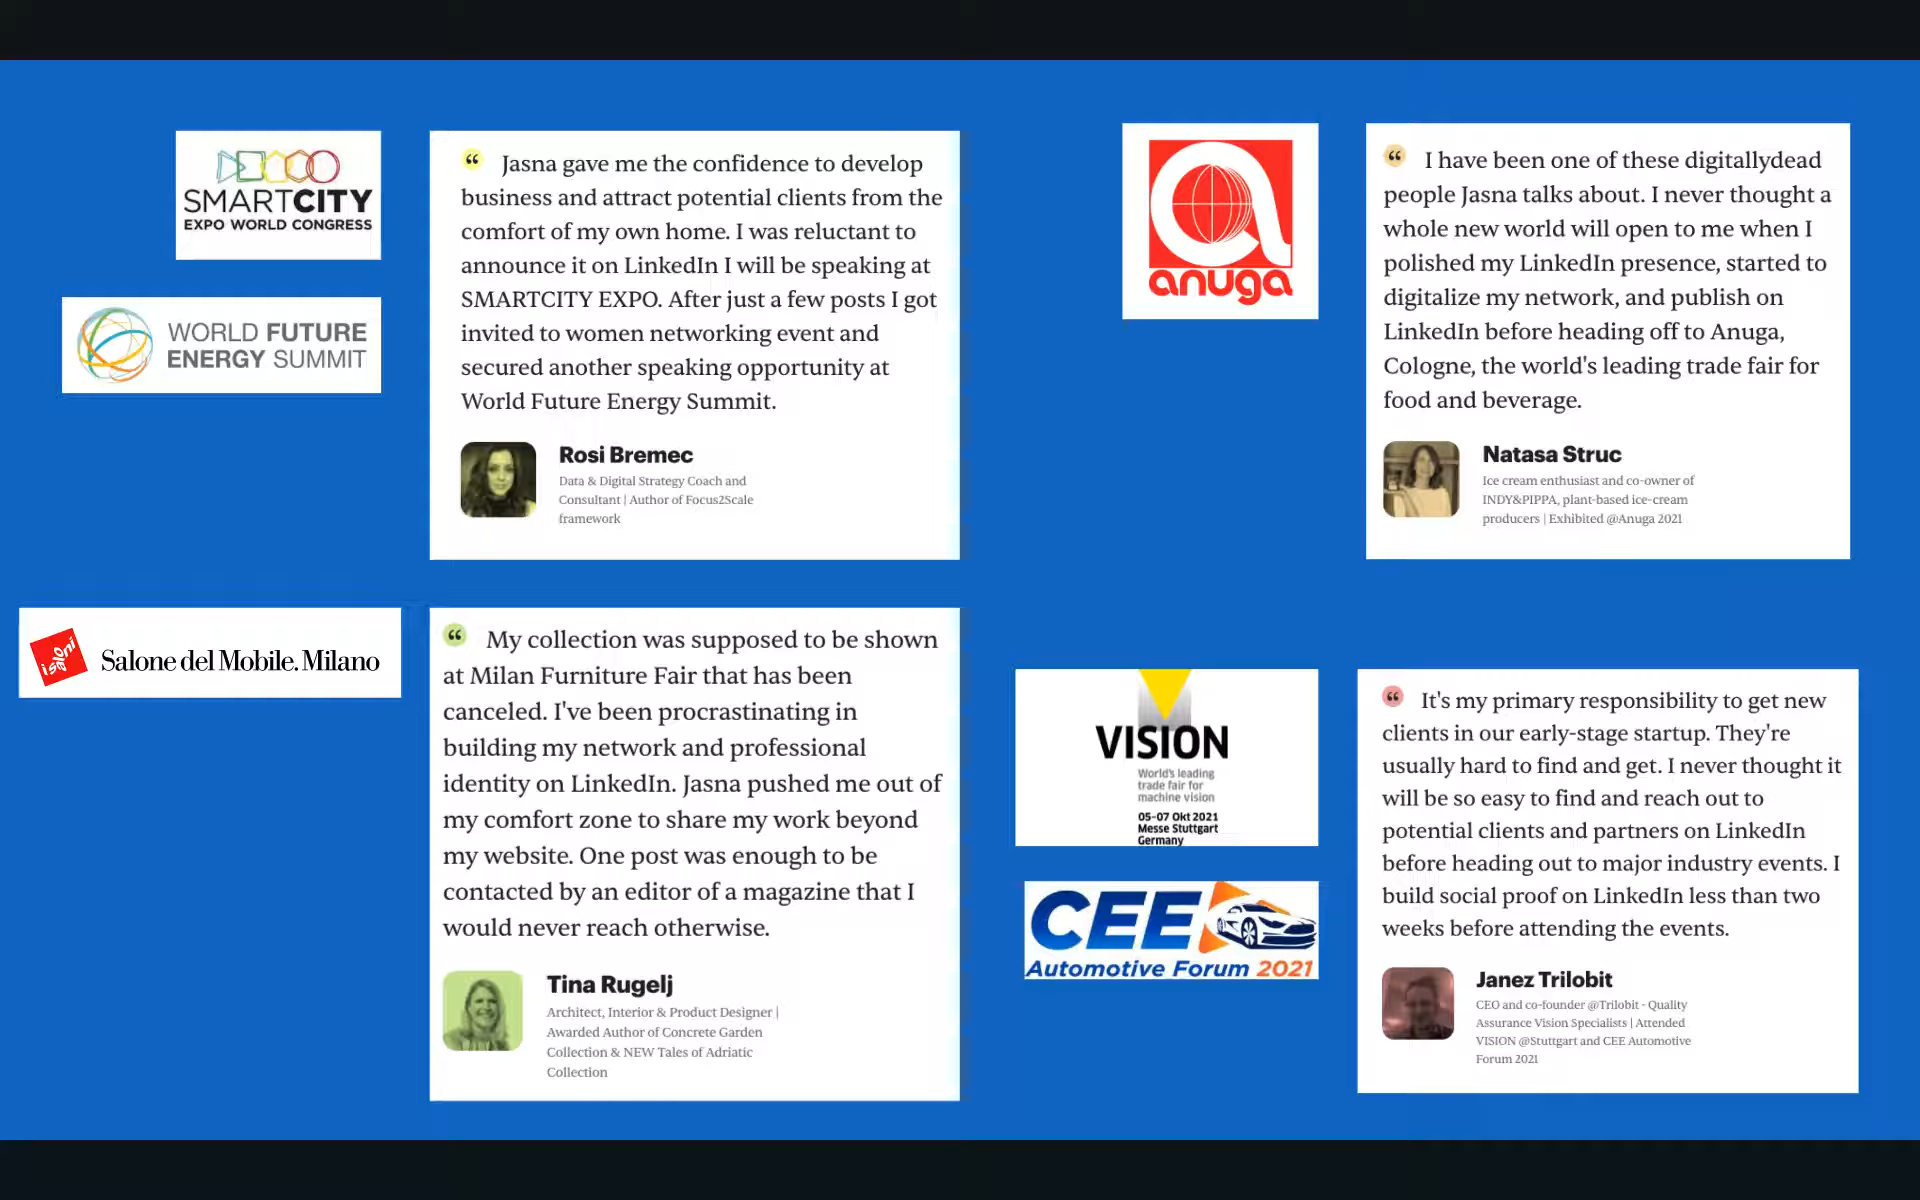 SMARTCITY
EXPO WORLD CONGRESS
WORLD FUTURE
ENERGY SUMMIT
“ Jasna gave me the confidence to develop
business and attract potential clients from the
comfort of my own home. I was reluctant to
announce it on LinkedIn I will be speaking at
SMARTCITY EXPO. After just a few posts I got
invited to women networking event and
secured another speaking opportunity at
World Future Energy Summit.
Rosi Bremec
Data & Digital Strategy Coach and
Consultant | Author of Focus2Scale
framework
anuga
“ I have been one of these digitallydead
people Jasna talks about. I never thought a
whole new world will open to me when I
polished my LinkedIn presence, started to
digitalize my network, and publish on
LinkedIn before heading off to Anuga,
Cologne, the world's leading trade fair for
food and beverage.
Natasa Struc
Ice cream enthusiast and co-owner of
INDY&PIPPA, plant-based ice-cream
producers | Exhibited @Anuga 2021
i saloni
Salone del Mobile.Milano
“ My collection was supposed to be shown
at Milan Furniture Fair that has been
canceled. I've been procrastinating in
building my network and professional
identity on LinkedIn. Jasna pushed me out of
my comfort zone to share my work beyond
my website. One post was enough to be
contacted by an editor of a magazine that I
would never reach otherwise.
Tina Rugelj
Architect, Interior & Product Designer |
Awarded Author of Concrete Garden
Collection & NEW Tales of Adriatic
Collection
VISION
World's leading
trade fair for
machine vision
05-07 Okt 2021
Messe Stuttgart
Germany
CEE
Automotive Forum 2021
“ It's my primary responsibility to get new
clients in our early-stage startup. They're
usually hard to find and get. I never thought it
will be so easy to find and reach out to
potential clients and partners on LinkedIn
before heading out to major industry events. I
build social proof on LinkedIn less than two
weeks before attending the events.
Janez Trilobit
CEO and co-founder @Trilobit - Quality
Assurance Vision Specialists | Attended
VISION @Stuttgart and CEE Automotive
Forum 2021